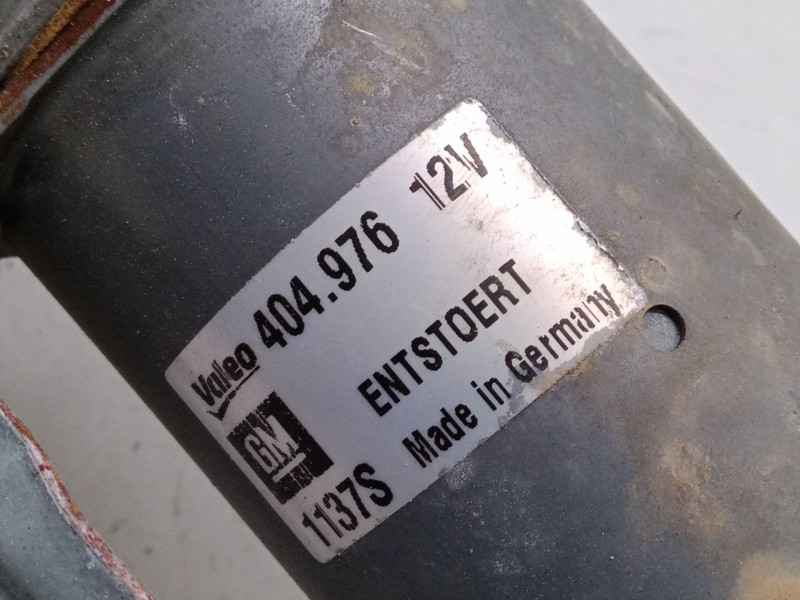 Valeo 404.976 12V
GM ENTSTOERT
1137S Made in Germany